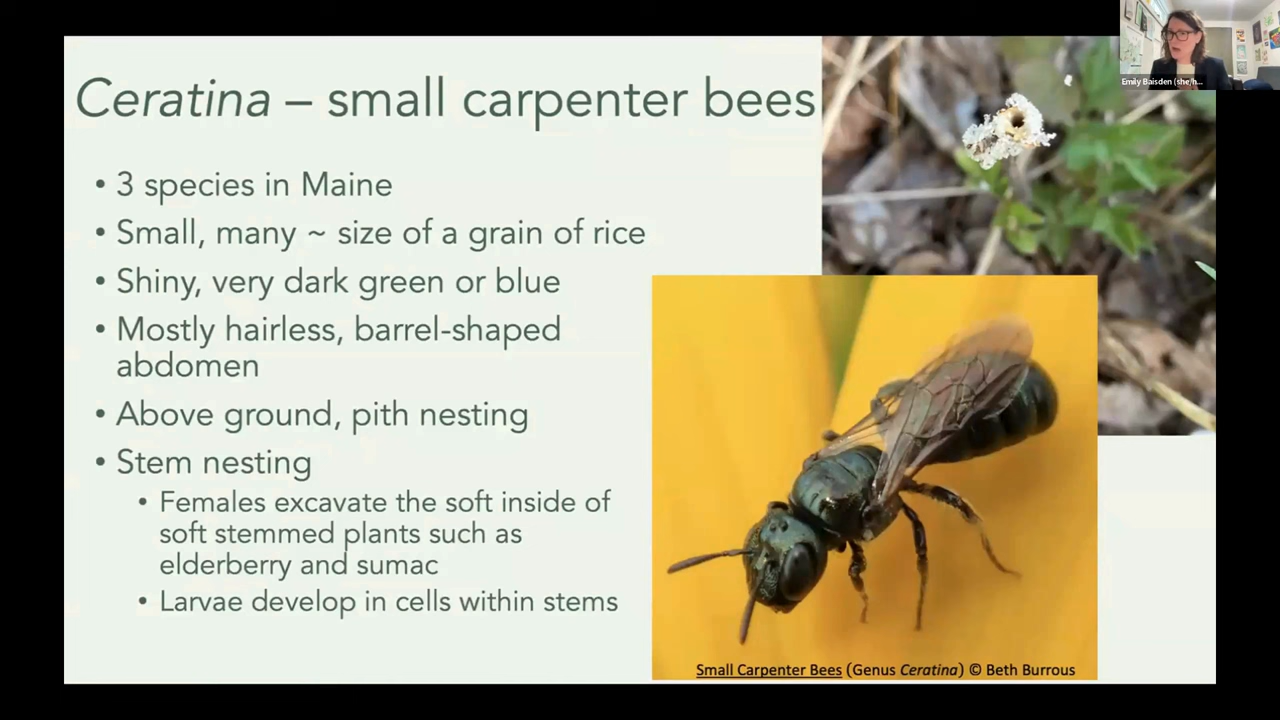 Ceratina – small carpenter bees
• 3 species in Maine
• Small, many ~ size of a grain of rice
• Shiny, very dark green or blue
• Mostly hairless, barrel-shaped
abdomen
• Above ground, pith nesting
• Stem nesting
• Females excavate the soft inside of
soft stemmed plants such as
elderberry and sumac
• Larvae develop in cells within stems
Small Carpenter Bees (Genus Ceratina) © Beth Burrous
Emily Baisden (she/h...